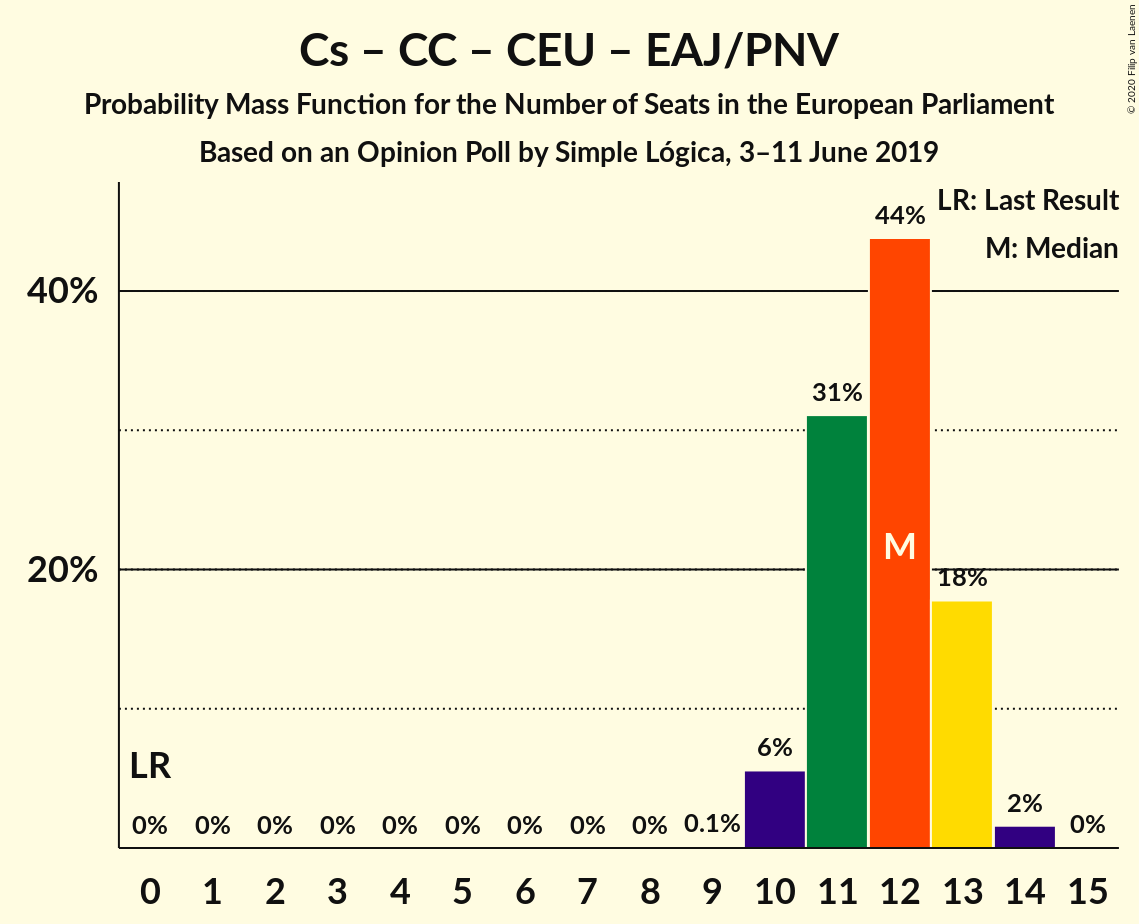 Cs – CC – CEU – EAJ/PNV
Probability Mass Function for the Number of Seats in the European Parliament
Based on an Opinion Poll by Simple Lógica, 3–11 June 2019
© 2020 Filip van Laenen
LR: Last Result
M: Median
40%
20%
LR
0%
0%
0%
0%
0%
0%
0%
0%
0%
0.1%
6%
31%
44%
M
18%
2%
0%
0 1 2 3 4 5 6 7 8 9 10 11 12 13 14 15